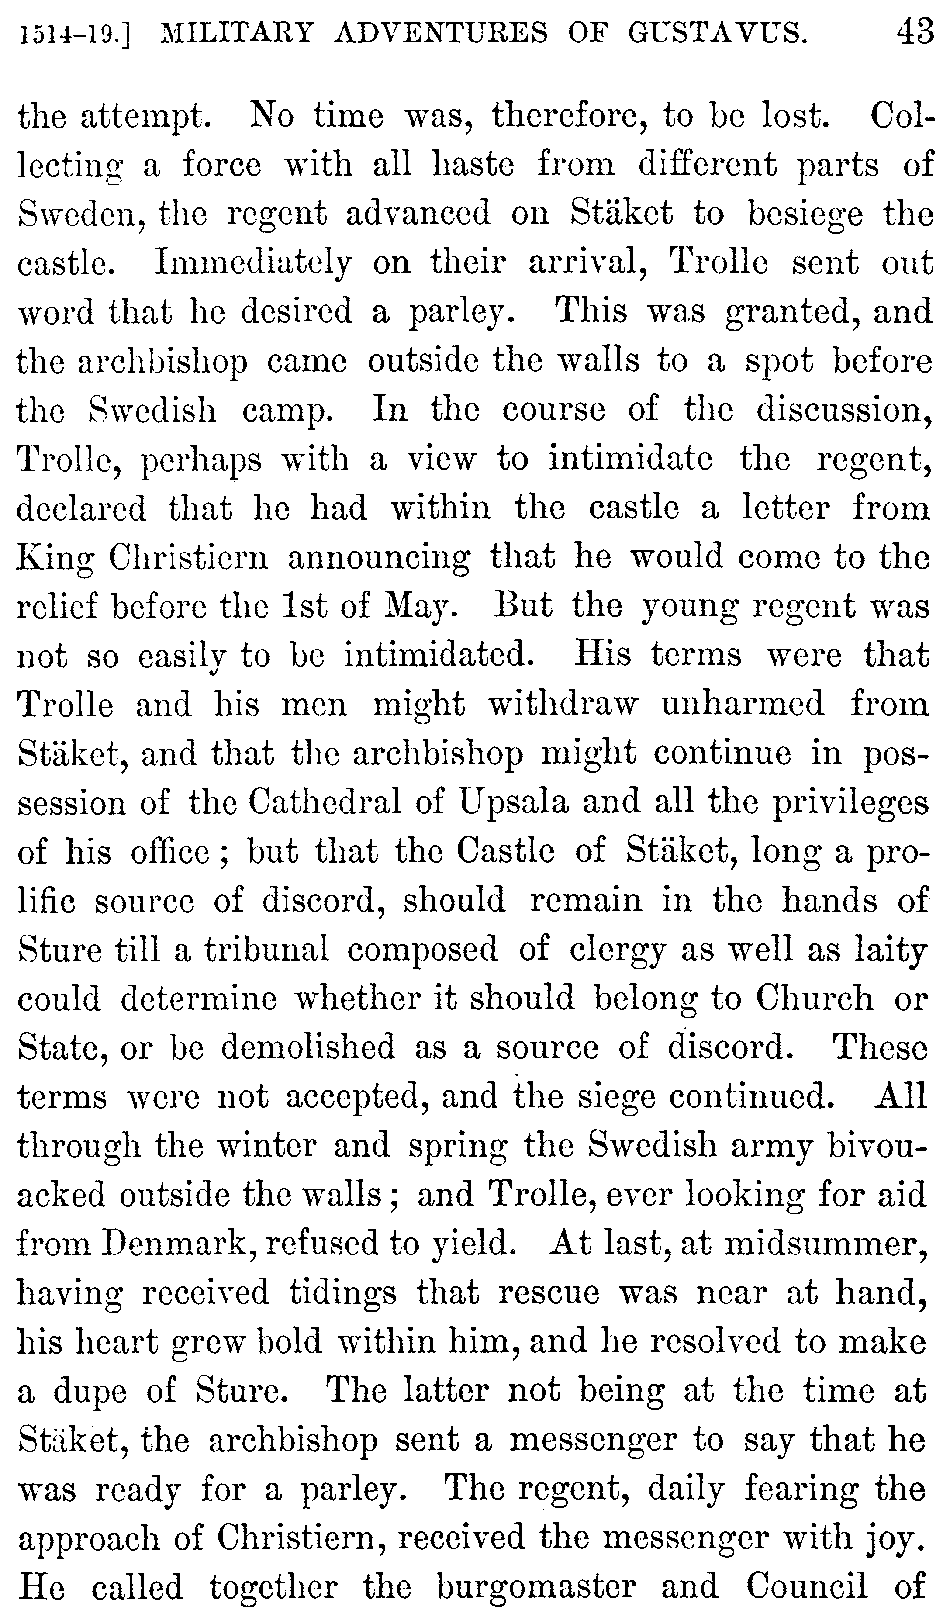 1514–19.] MILITARY ADVENTURES OF GUSTAVUS. 43
the attempt. No time was, therefore, to be lost. Col-
lecting a force with all haste from different parts of
Sweden, the regent advanced on Stäket to besiege the
castle. Immediately on their arrival, Trolle sent out
word that he desired a parley. This was granted, and
the archbishop came outside the walls to a spot before
the Swedish camp. In the course of the discussion,
Trolle, perhaps with a view to intimidate the regent,
declared that he had within the castle a letter from
King Christiern announcing that he would come to the
relief before the 1st of May. But the young regent was
not so easily to be intimidated. His terms were that
Trolle and his men might withdraw unharmed from
Stäket, and that the archbishop might continue in pos-
session of the Cathedral of Upsala and all the privileges
of his office; but that the Castle of Stäket, long a pro-
lific source of discord, should remain in the hands of
Sture till a tribunal composed of clergy as well as laity
could determine whether it should belong to Church or
State, or be demolished as a source of discord. These
terms were not accepted, and the siege continued. All
through the winter and spring the Swedish army bivou-
acked outside the walls; and Trolle, ever looking for aid
from Denmark, refused to yield. At last, at midsummer,
having received tidings that rescue was near at hand,
his heart grew bold within him, and he resolved to make
a dupe of Sture. The latter not being at the time at
Stäket, the archbishop sent a messenger to say that he
was ready for a parley. The regent, daily fearing the
approach of Christiern, received the messenger with joy.
He called together the burgomaster and Council of